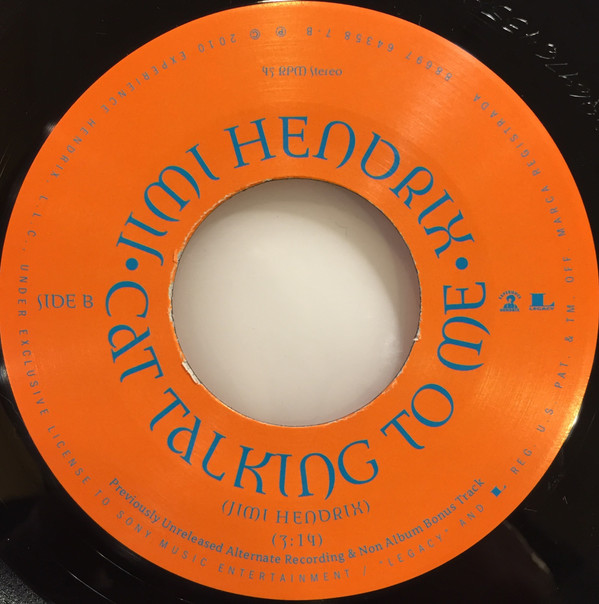 45 RPM Stereo
JIMI HENDRIX • CAT TALKING TO ME •
SIDE B
LEGACY
(JIMI HENDRIX)
(3:14)
Previously Unreleased Alternate Recording & Non Album Bonus Track
88697 64358 7-B ℗ © 2010 EXPERIENCE HENDRIX L.L.C., UNDER EXCLUSIVE LICENSE TO SONY MUSIC ENTERTAINMENT / "LEGACY" AND L REG. U.S. PAT. & TM. OFF. MARCA REGISTRADA